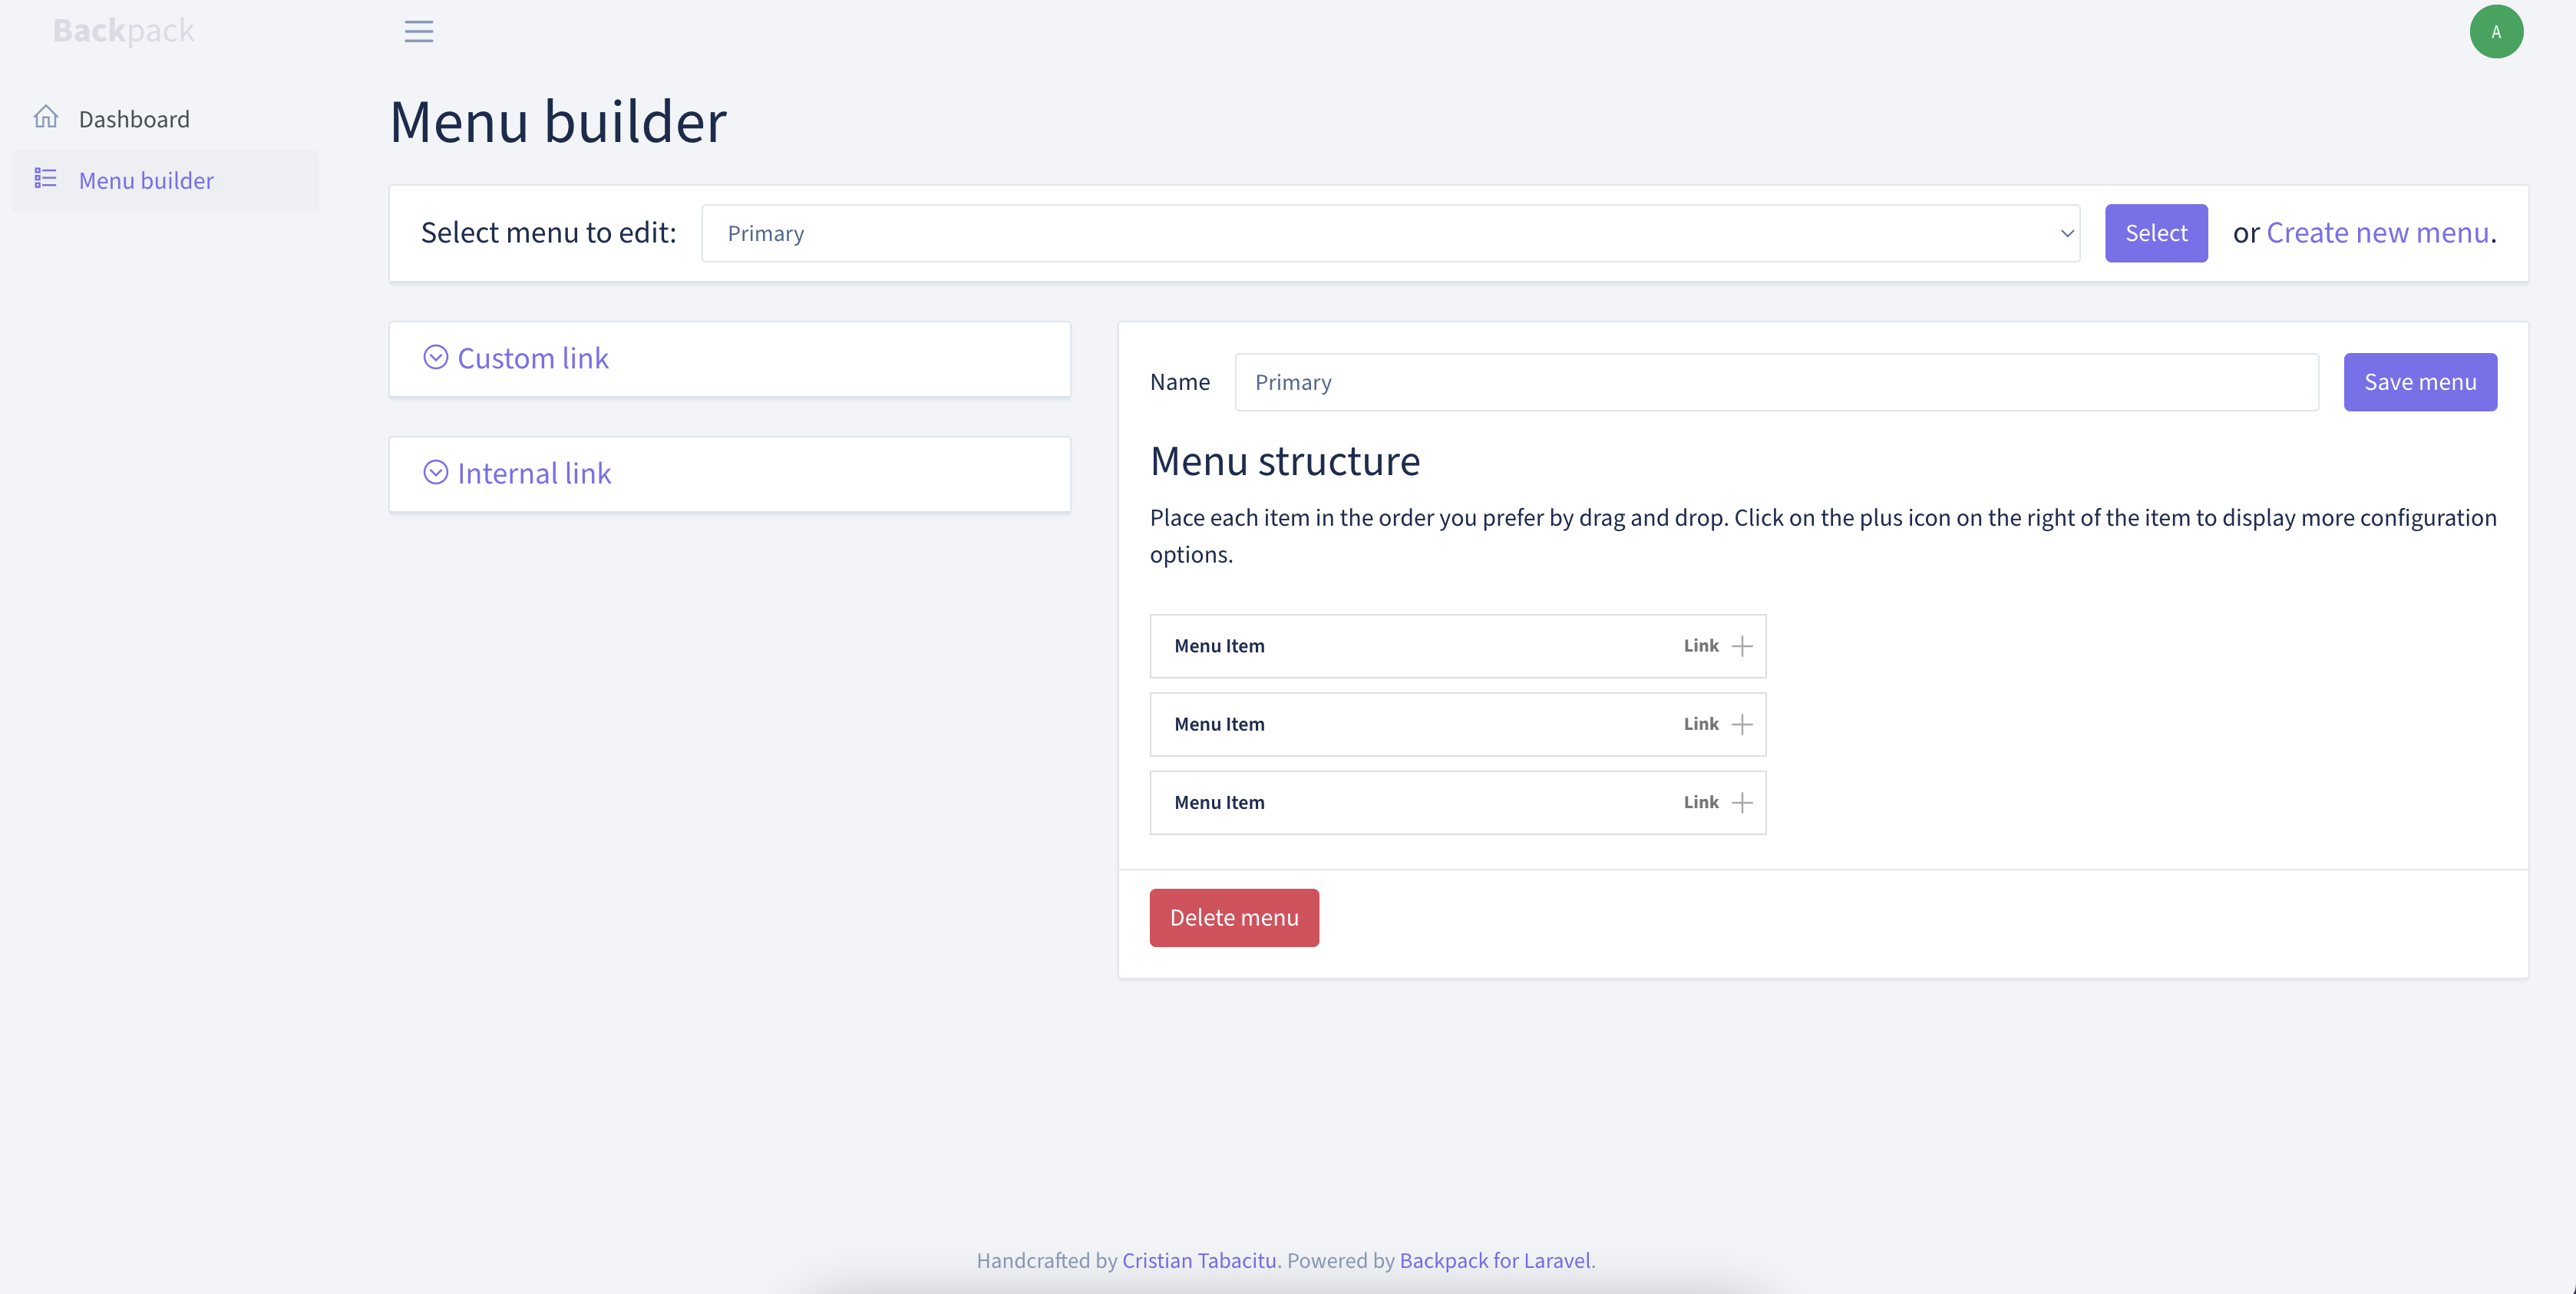 Backpack
A
Dashboard
Menu builder
Menu builder
Select menu to edit: Primary Select or Create new menu.
Custom link
Internal link
Name Primary Save menu
Menu structure
Place each item in the order you prefer by drag and drop. Click on the plus icon on the right of the item to display more configuration
options.
Menu Item Link
Menu Item Link
Menu Item Link
Delete menu
Handcrafted by Cristian Tabacitu. Powered by Backpack for Laravel.